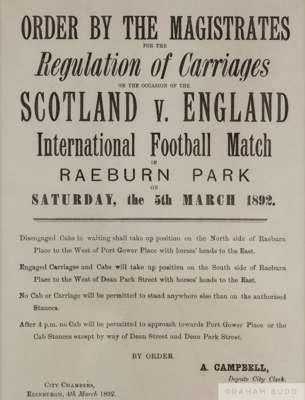 ORDER BY THE MAGISTRATES
FOR THE
Regulation of Carriages
ON THE OCCASION OF THE
SCOTLAND V. ENGLAND
International Football Match
IN
RAEBURN PARK
ON
SATURDAY, the 5th MARCH 1892.
Disengaged Cabs in waiting shall take up position on the North side of Raeburn
Place to the West of Port Gower Place with horses' heads to the East.
Engaged Carriages and Cabs will take up position on the South side of Raeburn
Place to the West of Dean Park Street with horses' heads to the East.
No Cab or Carriage will be permitted to stand anywhere else than on the authorised
Stances.
After 4 p.m. no Cab will be permitted to approach towards Port Gower Place or the
Cab Stances except by way of Dean Street and Dean Park Street.
BY ORDER.
A. CAMPBELL,
Depute City Clerk.
CITY CHAMBERS,
EDINBURGH, 4th March 1892.
GRAHAM BUDD